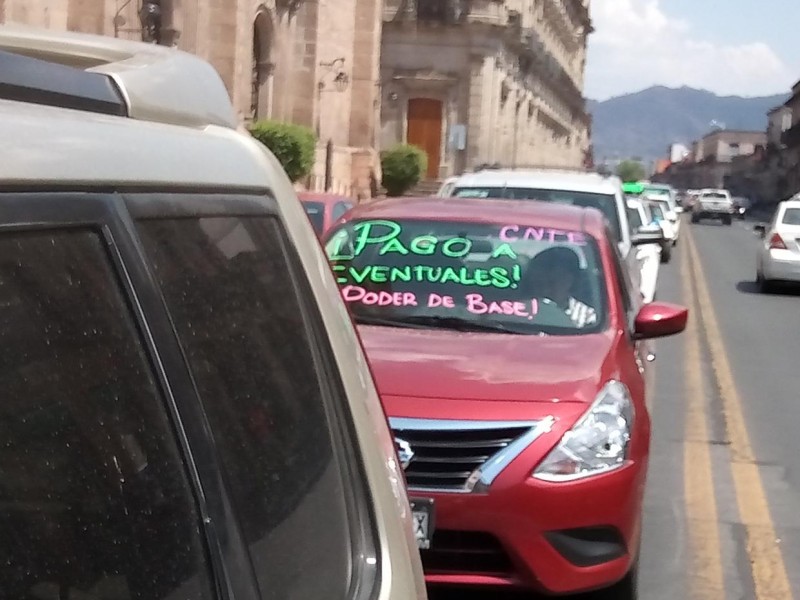 CNTE
¡PAGO A
EVENTUALES!
PODER DE BASE!